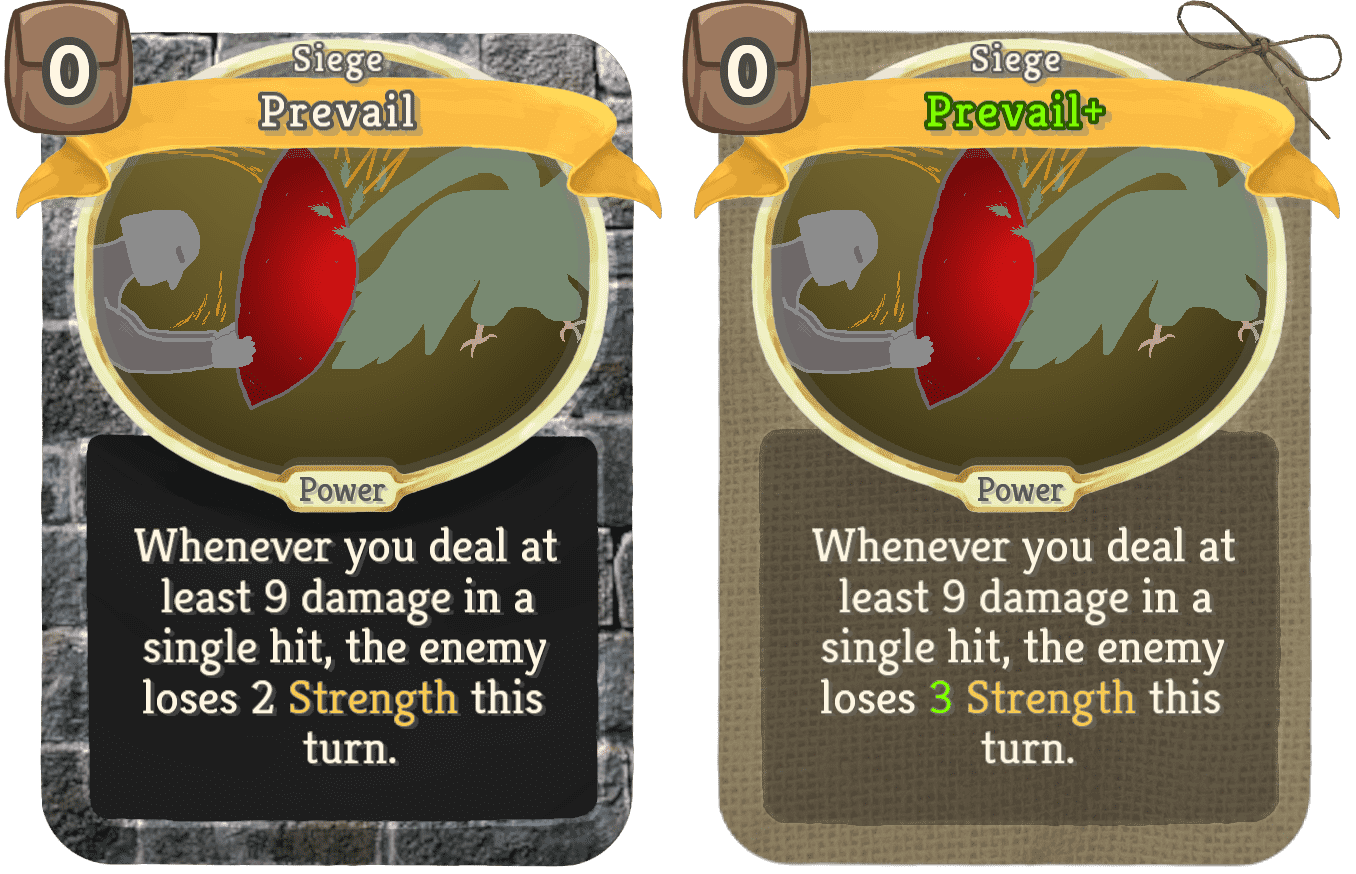 0
Siege
Prevail
Power
Whenever you deal at
least 9 damage in a
single hit, the enemy
loses 2 Strength this
turn.
0
Siege
Prevail+
Power
Whenever you deal at
least 9 damage in a
single hit, the enemy
loses 3 Strength this
turn.